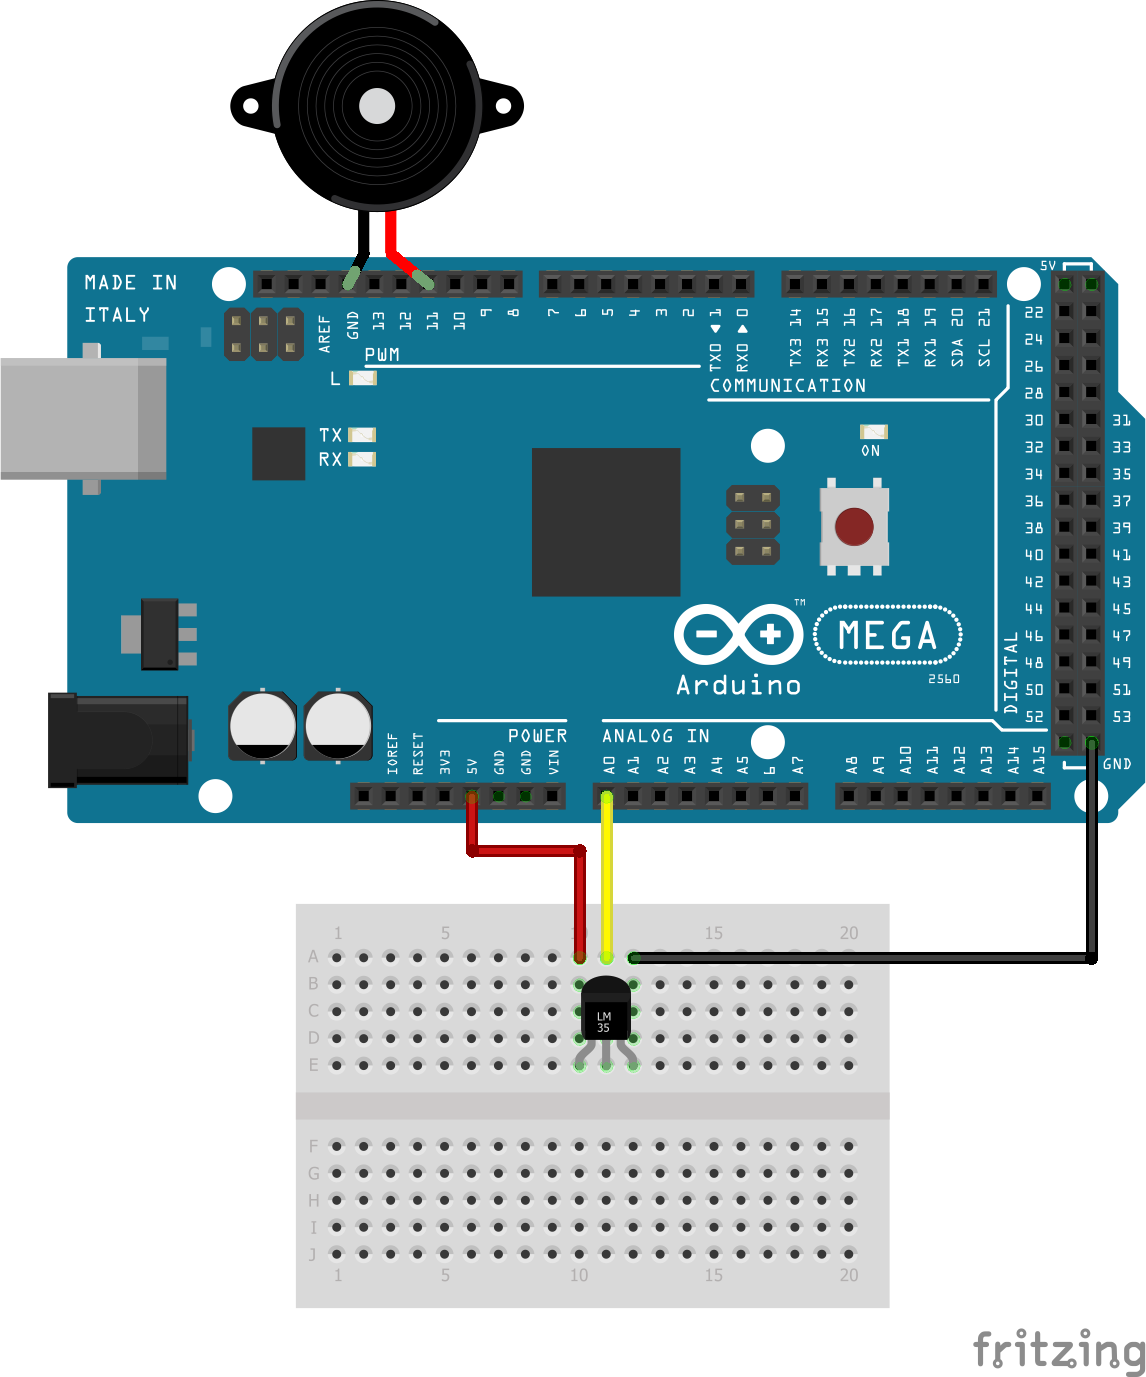 MADE IN
ITALY
AREF
GND
13
12
11
10
9
8
7
6
5
4
3
2
TX0 ▶ 1
RX0 ◀ 0
TX3 14
RX3 15
TX2 16
RX2 17
TX1 18
RX1 19
SDA 20
SCL 21
5V
PWM
COMMUNICATION
L
TX
RX
ON
22
24
26
28
30 31
32 33
34 35
36 37
38 39
40 41
42 43
44 45
46 47
48 49
50 51
52 53
GND
DIGITAL
TM
MEGA
Arduino
2560
POWER
ANALOG IN
IOREF
RESET
3V3
5V
GND
GND
VIN
A0
A1
A2
A3
A4
A5
6
A7
A8
A9
A10
A11
A12
A13
A14
A15
1 5 15 20
A
B
C
D
E
LM
35
F
G
H
I
J
1 5 10 15 20
fritzing